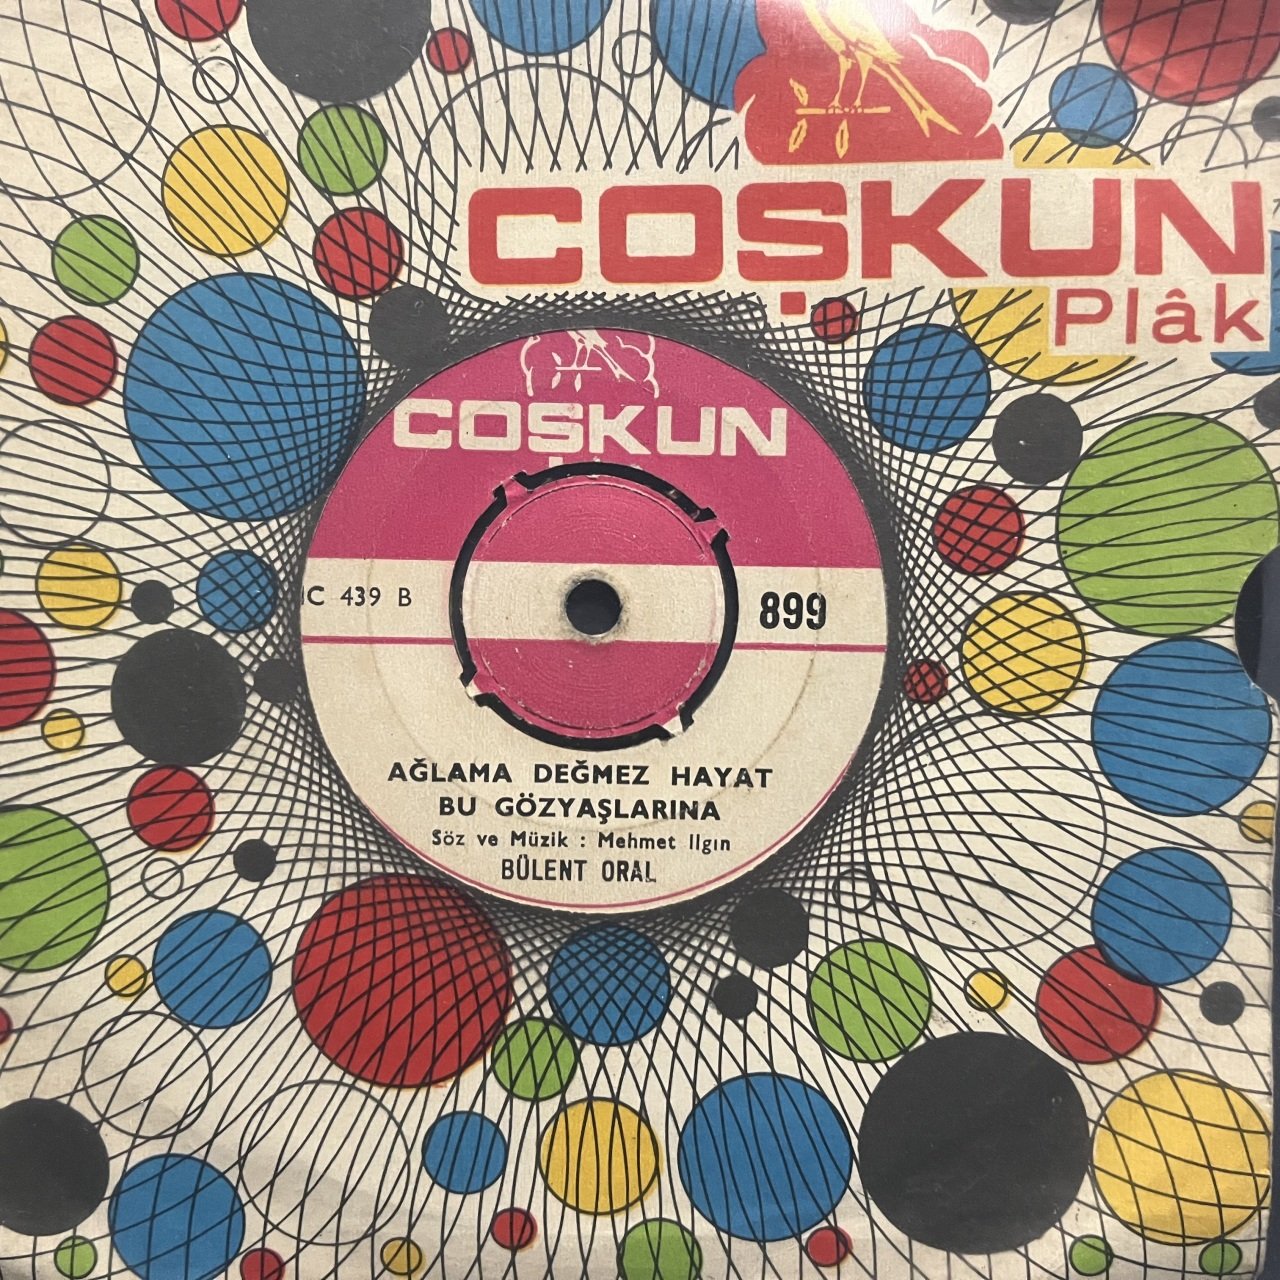 COŞKUN
Plâk
COŞKUN
C 439 B
899
AĞLAMA DEĞMEZ HAYAT
BU GÖZYAŞLARINA
Söz ve Müzik : Mehmet Ilgın
BÜLENT ORAL